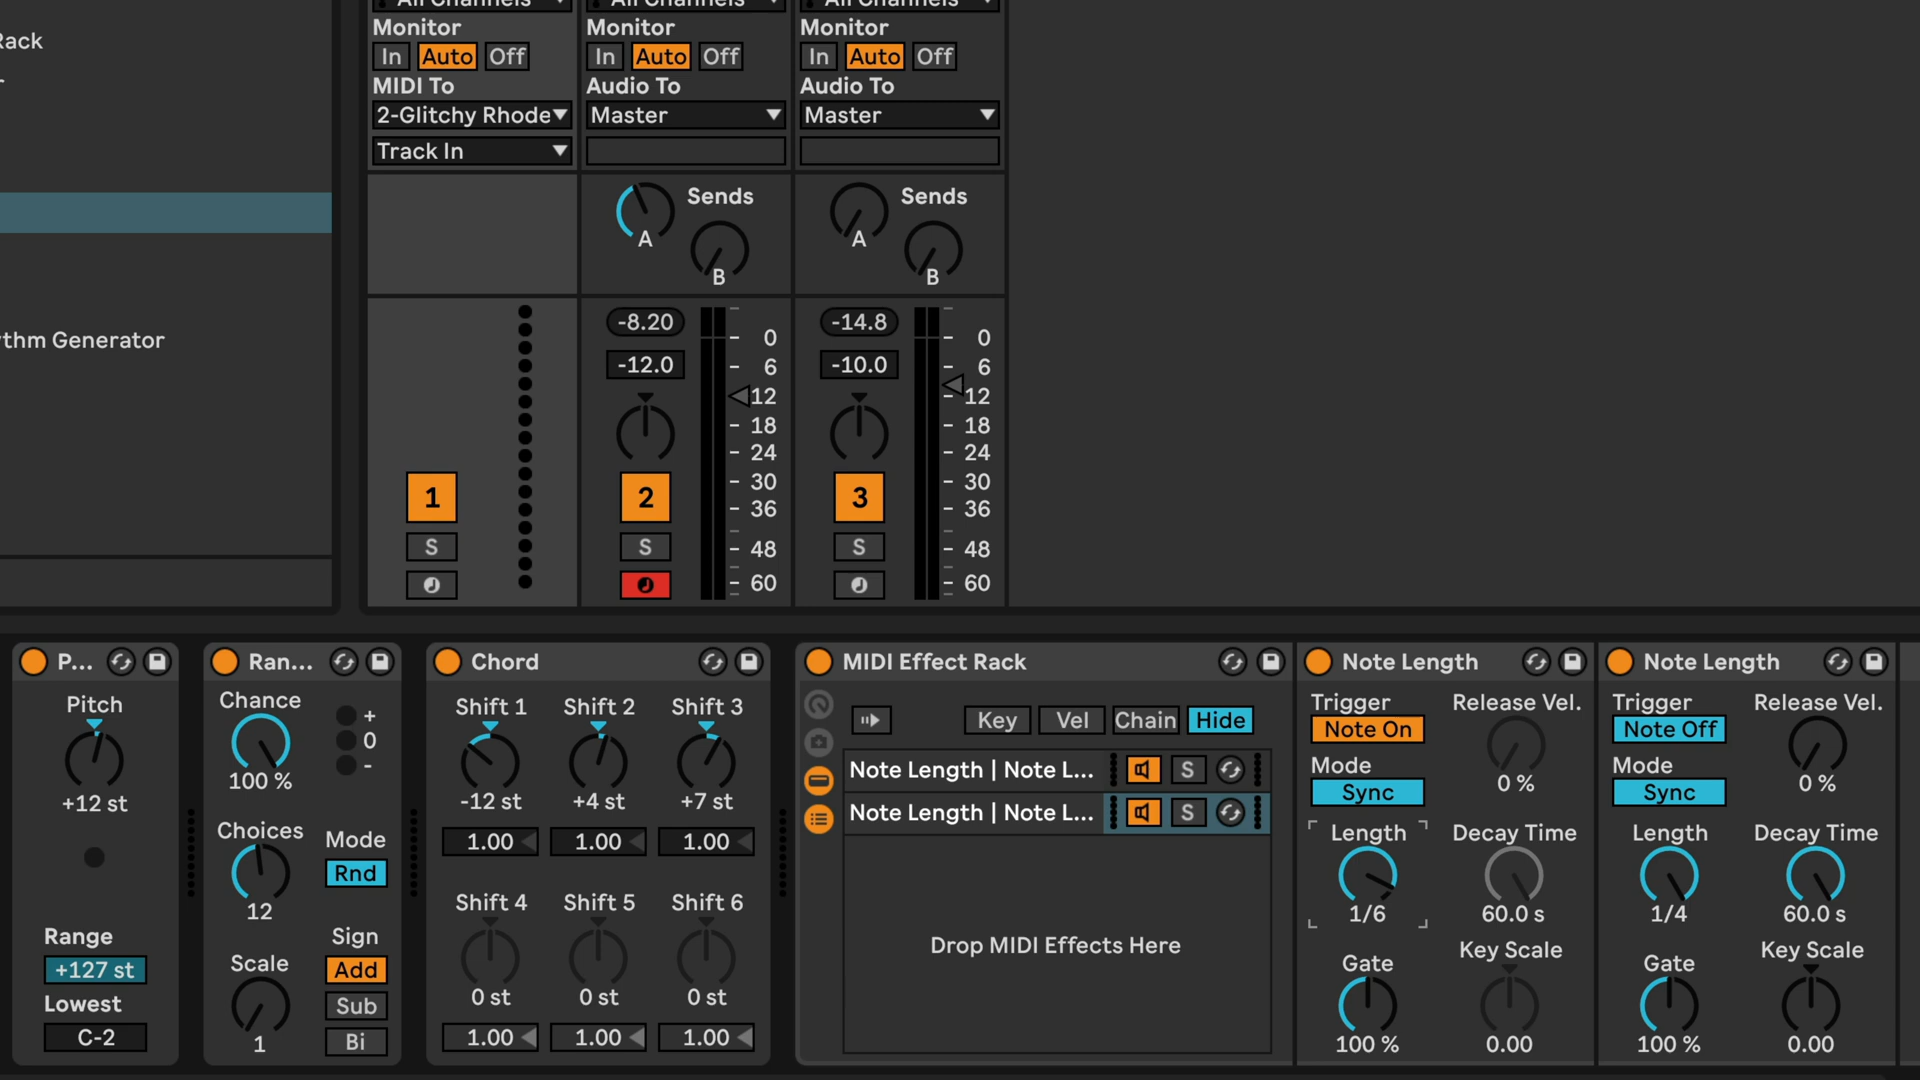 All Channels
All Channels
All Channels
Rack
Monitor
Monitor
Monitor
In Auto Off
In Auto Off
In Auto Off
MIDI To
Audio To
Audio To
2-Glitchy Rhode
Master
Master
Track In
Sends
A
B
Sends
A
B
thm Generator
-8.20
-12.0
0
6
12
18
24
30
36
48
60
-14.8
-10.0
0
6
12
18
24
30
36
48
60
1
S
2
S
3
S
P...
Pitch
+12 st
Range
+127 st
Lowest
C-2
Ran...
Chance
100 %
+
0
-
Choices
12
Mode
Rnd
Scale
1
Sign
Add
Sub
Bi
Chord
Shift 1 Shift 2 Shift 3
-12 st +4 st +7 st
1.00 1.00 1.00
Shift 4 Shift 5 Shift 6
0 st 0 st 0 st
1.00 1.00 1.00
MIDI Effect Rack
Key Vel Chain Hide
Note Length | Note L... S
Note Length | Note L... S
Drop MIDI Effects Here
Note Length
Trigger Release Vel.
Note On
Mode
Sync 0 %
Length Decay Time
1/6 60.0 s
Gate Key Scale
100 % 0.00
Note Length
Trigger Release Vel.
Note Off
Mode
Sync 0 %
Length Decay Time
1/4 60.0 s
Gate Key Scale
100 % 0.00